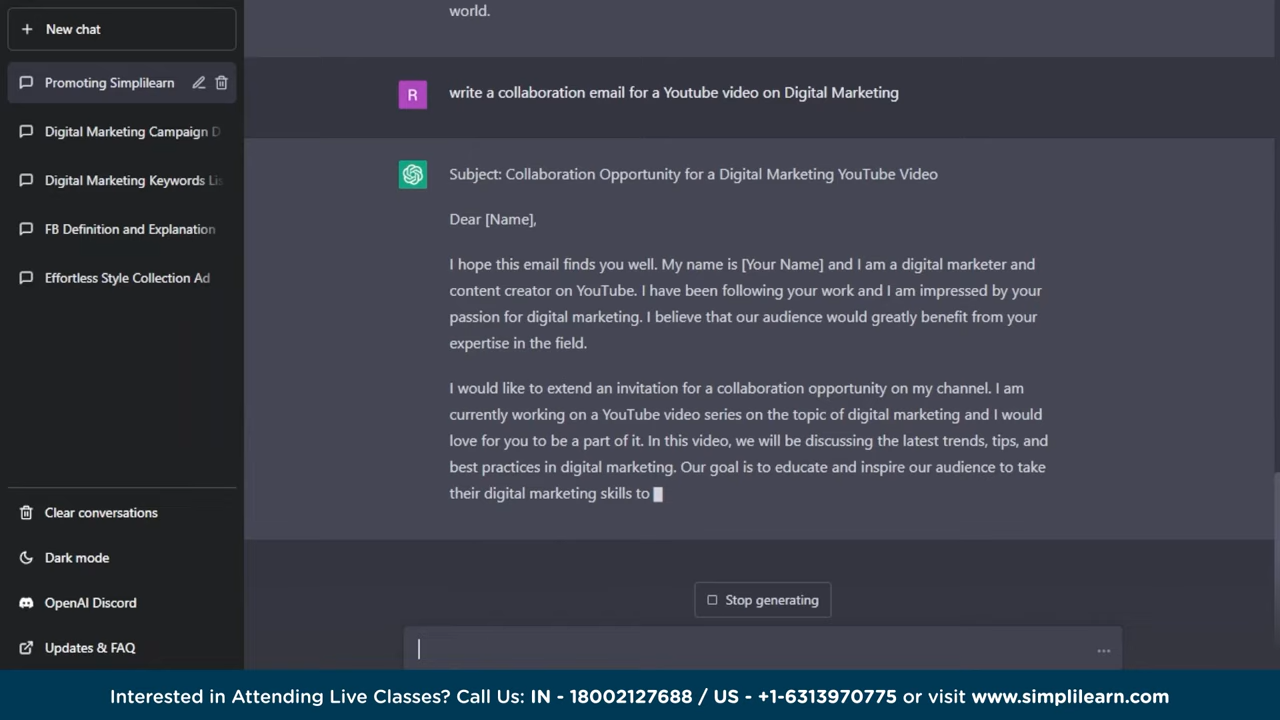 world.
New chat
Promoting Simplilearn
Digital Marketing Campaign D
Digital Marketing Keywords Lis
FB Definition and Explanation
Effortless Style Collection Ad
Clear conversations
Dark mode
OpenAI Discord
Updates & FAQ
R
write a collaboration email for a Youtube video on Digital Marketing
Subject: Collaboration Opportunity for a Digital Marketing YouTube Video
Dear [Name],
I hope this email finds you well. My name is [Your Name] and I am a digital marketer and
content creator on YouTube. I have been following your work and I am impressed by your
passion for digital marketing. I believe that our audience would greatly benefit from your
expertise in the field.
I would like to extend an invitation for a collaboration opportunity on my channel. I am
currently working on a YouTube video series on the topic of digital marketing and I would
love for you to be a part of it. In this video, we will be discussing the latest trends, tips, and
best practices in digital marketing. Our goal is to educate and inspire our audience to take
their digital marketing skills to
Stop generating
Interested in Attending Live Classes? Call Us: IN - 18002127688 / US - +1-6313970775 or visit www.simplilearn.com